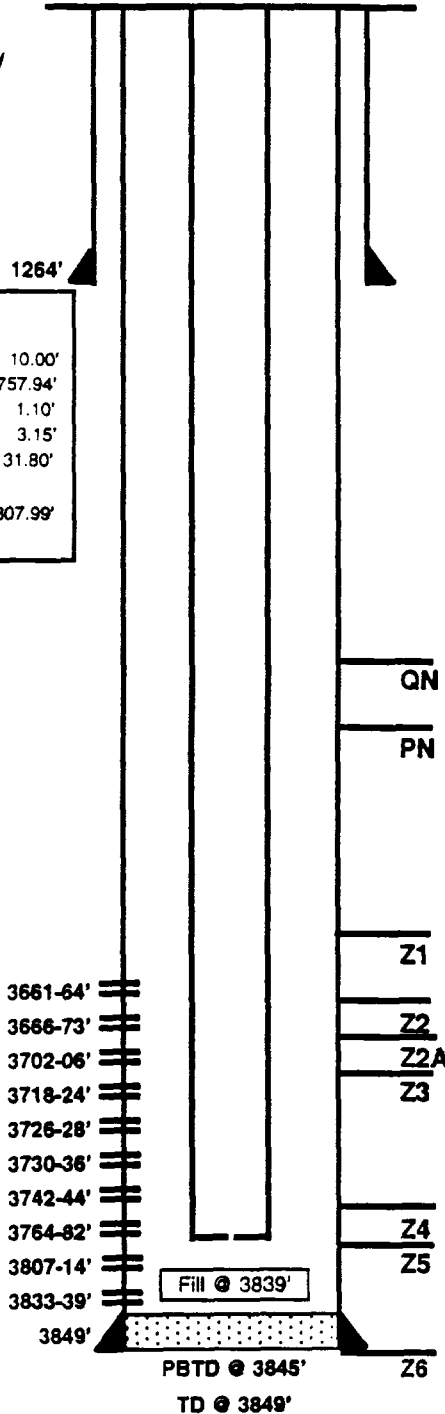 1264'
10.00'
757.94'
1.10'
3.15'
31.80'
807.99'
QN
PN
Z1
3661-64'
3666-73'
Z2
3702-06'
Z2A
3718-24'
Z3
3726-28'
3730-36'
3742-44'
3764-82'
Z4
3807-14'
Z5
Fill @ 3839'
3833-39'
3849'
PBTD @ 3845'
Z6
TD @ 3849'